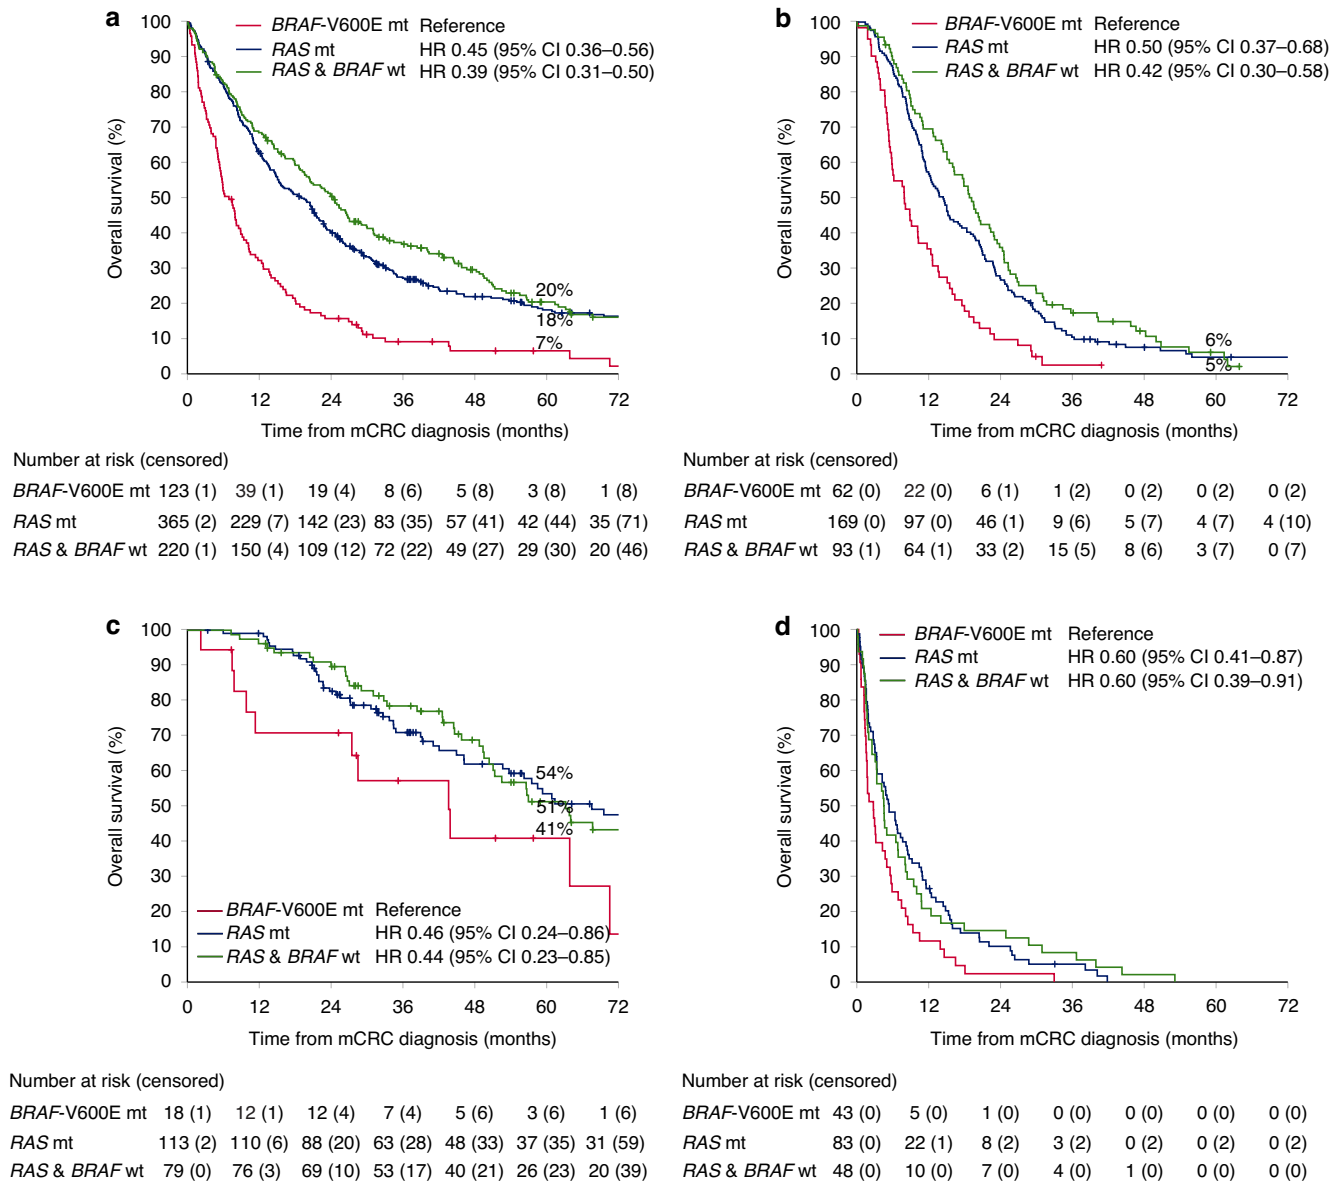 a
BRAF-V600E mt Reference
RAS mt HR 0.45 (95% CI 0.36–0.56)
RAS & BRAF wt HR 0.39 (95% CI 0.31–0.50)
Overall survival (%)
100
90
80
70
60
50
40
30
20
10
0
20%
18%
7%
0 12 24 36 48 60 72
Time from mCRC diagnosis (months)
Number at risk (censored)
BRAF-V600E mt 123 (1) 39 (1) 19 (4) 8 (6) 5 (8) 3 (8) 1 (8)
RAS mt 365 (2) 229 (7) 142 (23) 83 (35) 57 (41) 42 (44) 35 (71)
RAS & BRAF wt 220 (1) 150 (4) 109 (12) 72 (22) 49 (27) 29 (30) 20 (46)
b
BRAF-V600E mt Reference
RAS mt HR 0.50 (95% CI 0.37–0.68)
RAS & BRAF wt HR 0.42 (95% CI 0.30–0.58)
Overall survival (%)
100
90
80
70
60
50
40
30
20
10
0
6%
5%
0 12 24 36 48 60 72
Time from mCRC diagnosis (months)
Number at risk (censored)
BRAF-V600E mt 62 (0) 22 (0) 6 (1) 1 (2) 0 (2) 0 (2) 0 (2)
RAS mt 169 (0) 97 (0) 46 (1) 9 (6) 5 (7) 4 (7) 4 (10)
RAS & BRAF wt 93 (1) 64 (1) 33 (2) 15 (5) 8 (6) 3 (7) 0 (7)
c
Overall survival (%)
100
90
80
70
60
50
40
30
20
10
0
54%
51%
41%
BRAF-V600E mt Reference
RAS mt HR 0.46 (95% CI 0.24–0.86)
RAS & BRAF wt HR 0.44 (95% CI 0.23–0.85)
0 12 24 36 48 60 72
Time from mCRC diagnosis (months)
Number at risk (censored)
BRAF-V600E mt 18 (1) 12 (1) 12 (4) 7 (4) 5 (6) 3 (6) 1 (6)
RAS mt 113 (2) 110 (6) 88 (20) 63 (28) 48 (33) 37 (35) 31 (59)
RAS & BRAF wt 79 (0) 76 (3) 69 (10) 53 (17) 40 (21) 26 (23) 20 (39)
d
BRAF-V600E mt Reference
RAS mt HR 0.60 (95% CI 0.41–0.87)
RAS & BRAF wt HR 0.60 (95% CI 0.39–0.91)
Overall survival (%)
100
90
80
70
60
50
40
30
20
10
0
0 12 24 36 48 60 72
Time from mCRC diagnosis (months)
Number at risk (censored)
BRAF-V600E mt 43 (0) 5 (0) 1 (0) 0 (0) 0 (0) 0 (0) 0 (0)
RAS mt 83 (0) 22 (1) 8 (2) 3 (2) 0 (2) 0 (2) 0 (2)
RAS & BRAF wt 48 (0) 10 (0) 7 (0) 4 (0) 1 (0) 0 (0) 0 (0)